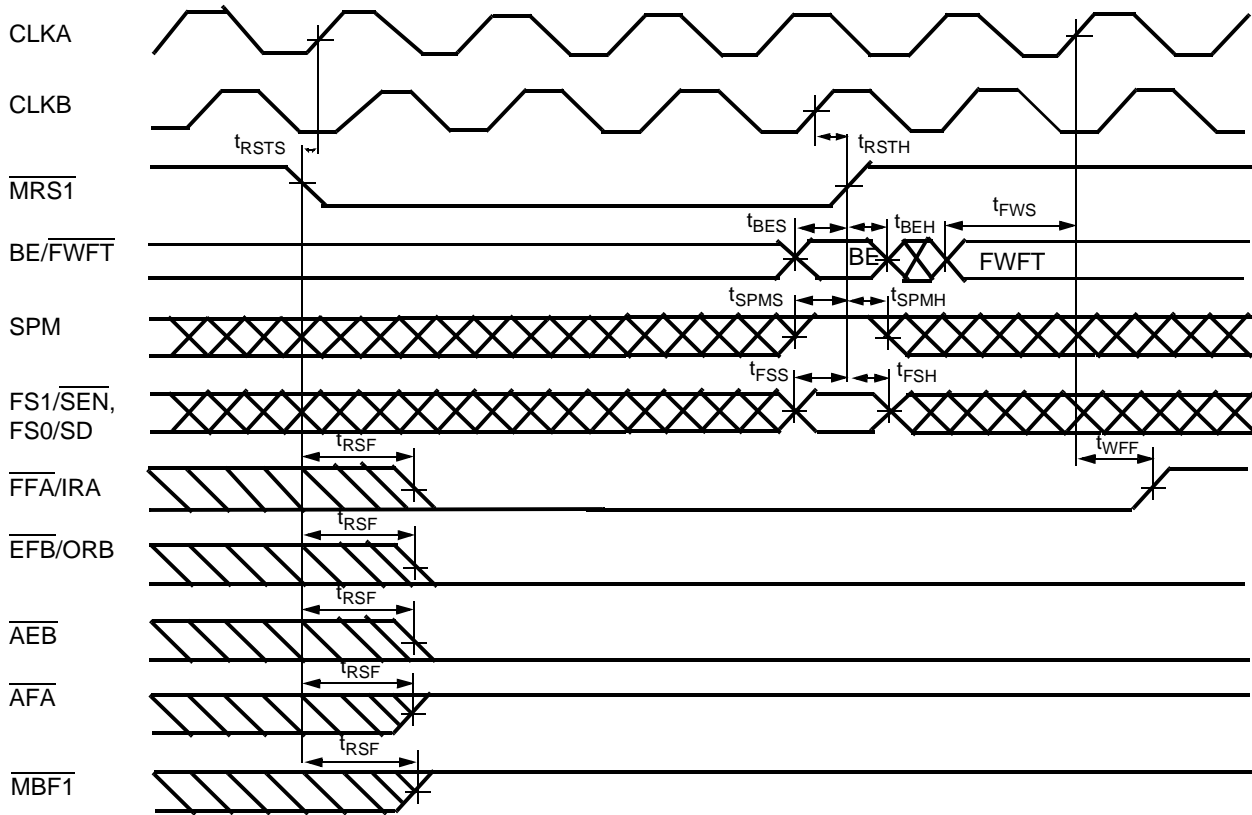 CLKA
CLKB
tRSTS
tRSTH
MRS1
tBES
tBEH
tFWS
BE/FWFT
BE
FWFT
tSPMS
tSPMH
SPM
tFSS
tFSH
FS1/SEN,
FS0/SD
tRSF
tWFF
FFA/IRA
tRSF
EFB/ORB
tRSF
AEB
tRSF
AFA
tRSF
MBF1